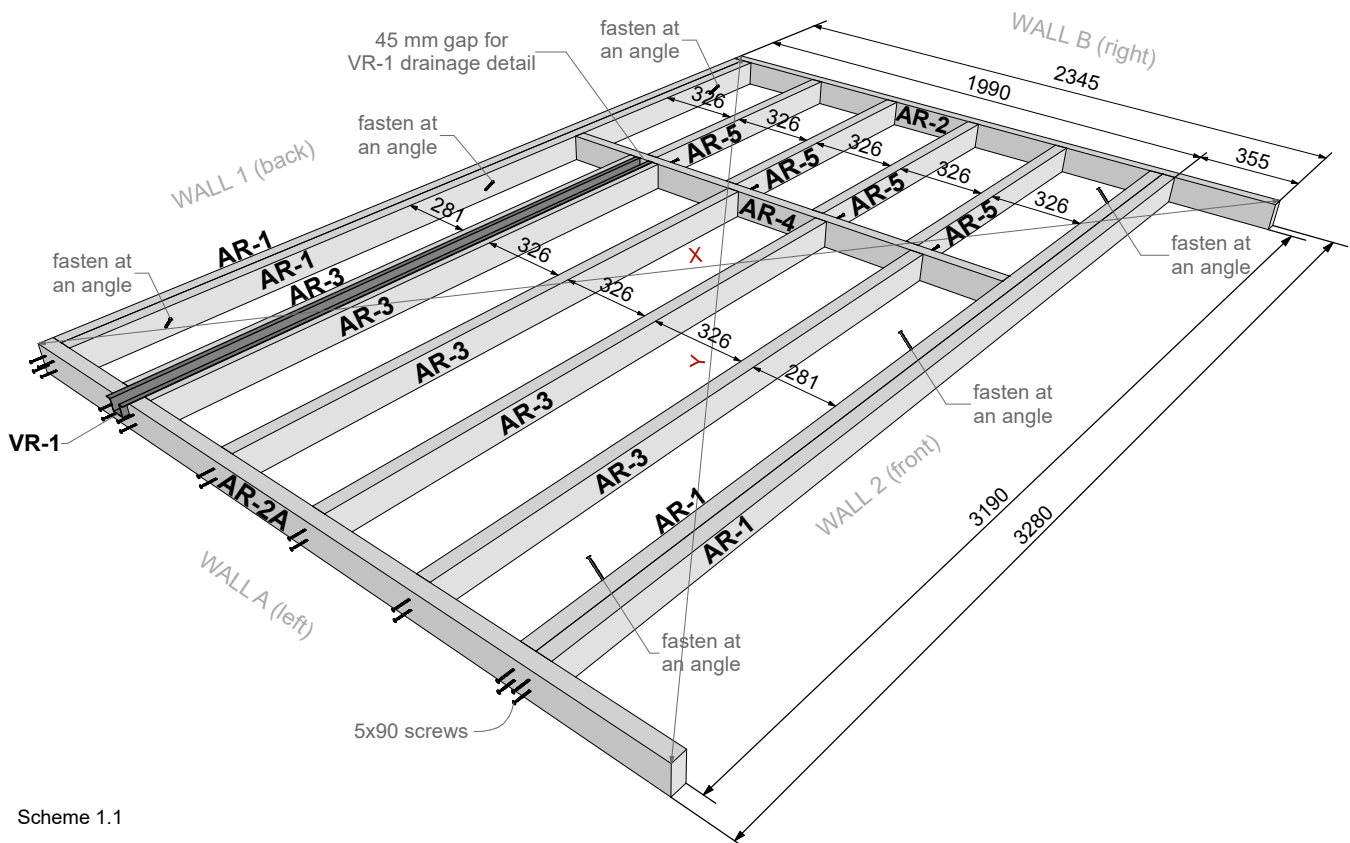 WALL B (right)
45 mm gap for
VR-1 drainage detail
fasten at
an angle
2345
1990
355
326
326
326
326
326
AR-2
AR-5
AR-5
AR-5
AR-5
fasten at
an angle
WALL 1 (back)
AR-4
281
326
326
326
281
X
Y
fasten at
an angle
fasten at
an angle
AR-1
AR-1
AR-3
AR-3
AR-3
AR-3
AR-3
AR-1
AR-1
fasten at
an angle
WALL 2 (front)
VR-1
AR-2A
WALL A (left)
3190
3280
fasten at
an angle
5x90 screws
Scheme 1.1